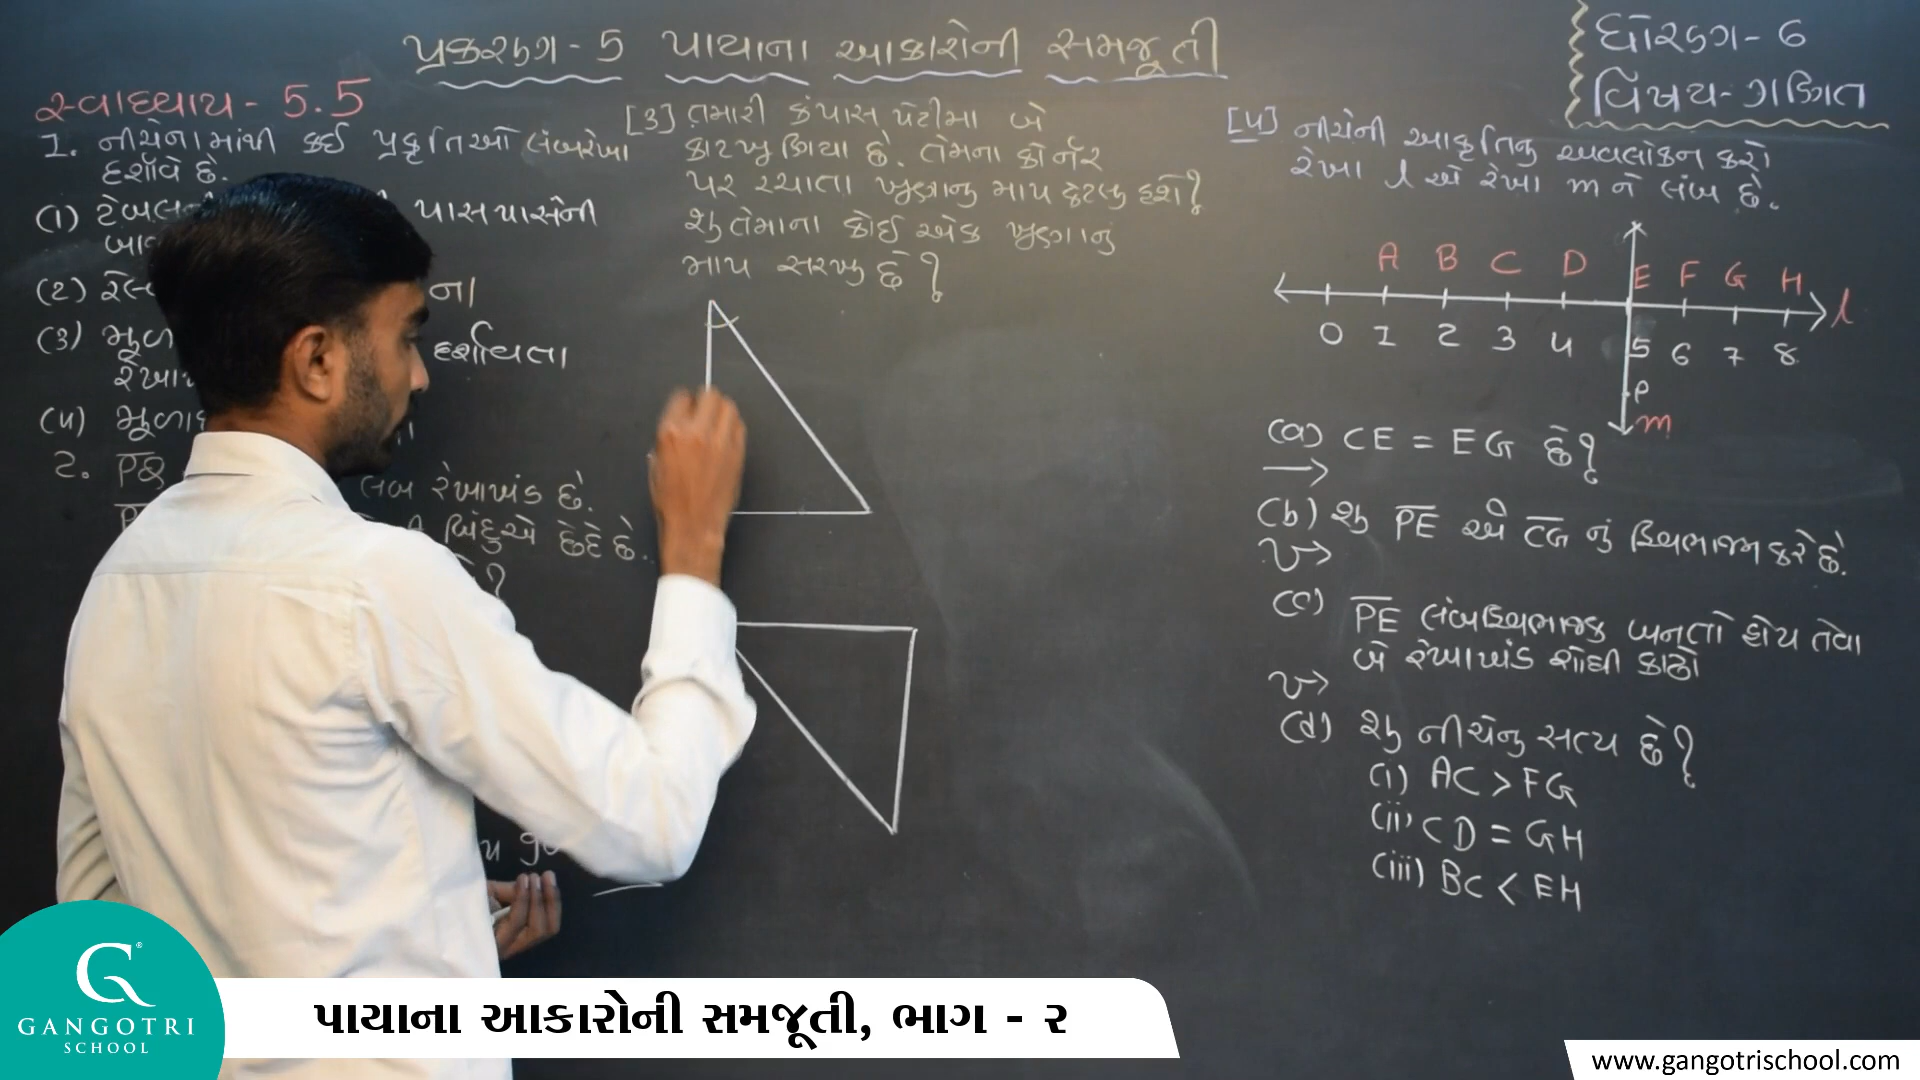 પ્રકરણ - 5 પાયાના આકારોની સમજૂતી
ધોરણ - 6
વિષય - ગણિત
સ્વાધ્યાય - 5.5
1. નીચેનામાંથી કઈ પ્રકૃતિઓ લંબરેખા
દર્શાવે છે.
(1) ટેબલની પાસપાસેની
(2) રેલ્વે ના
(3) મૂળ દર્શાવતા
(4)
2. PQ લંબ રેખાખંડ છે.
બિંદુએ છેદે છે.
[3] તમારી કંપાસ પેટીમા બે
કાટખુણિયા છે. તેમના કોર્નર
પર રચાતા ખુણાનુ માપ કેટલુ હશે?
શુ તેમાના કોઈ એક ખુણાનું
માપ સરખુ છે?
[4] નીચેની આકૃતિનુ અવલોકન કરો
રેખા l એ રેખા m ને લંબ છે.
A B C D E F G H
l
0 1 2 3 4 5 6 7 8
P
m
(a) CE = EG છે?
(b) શુ PE એ CG નું દ્વિભાજન કરે છે.
(c) PE લંબદ્વિભાજક બનતો હોય તેવા
બે રેખાખંડ શોધી કાઢો
(d) શુ નીચેનુ સત્ય છે?
(i) AC > FG
(ii) CD = GH
(iii) BC < EH
GANGOTRI
SCHOOL
પાયાના આકારોની સમજૂતી, ભાગ - ૨
www.gangotrischool.com